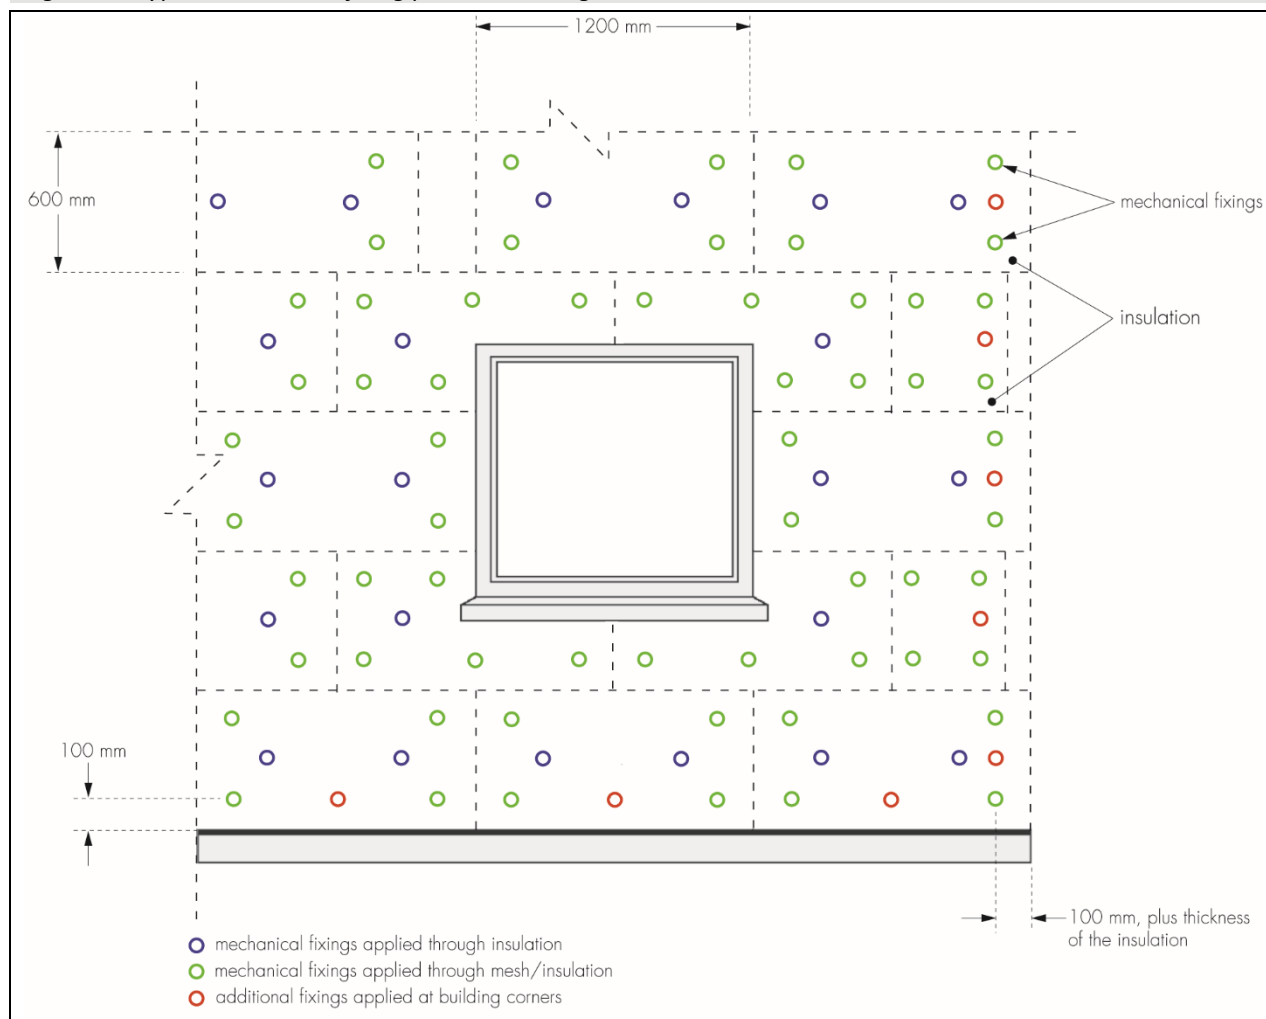 1200 mm
600 mm
mechanical fixings
insulation
100 mm
100 mm, plus thickness
of the insulation
mechanical fixings applied through insulation
mechanical fixings applied through mesh/insulation
additional fixings applied at building corners